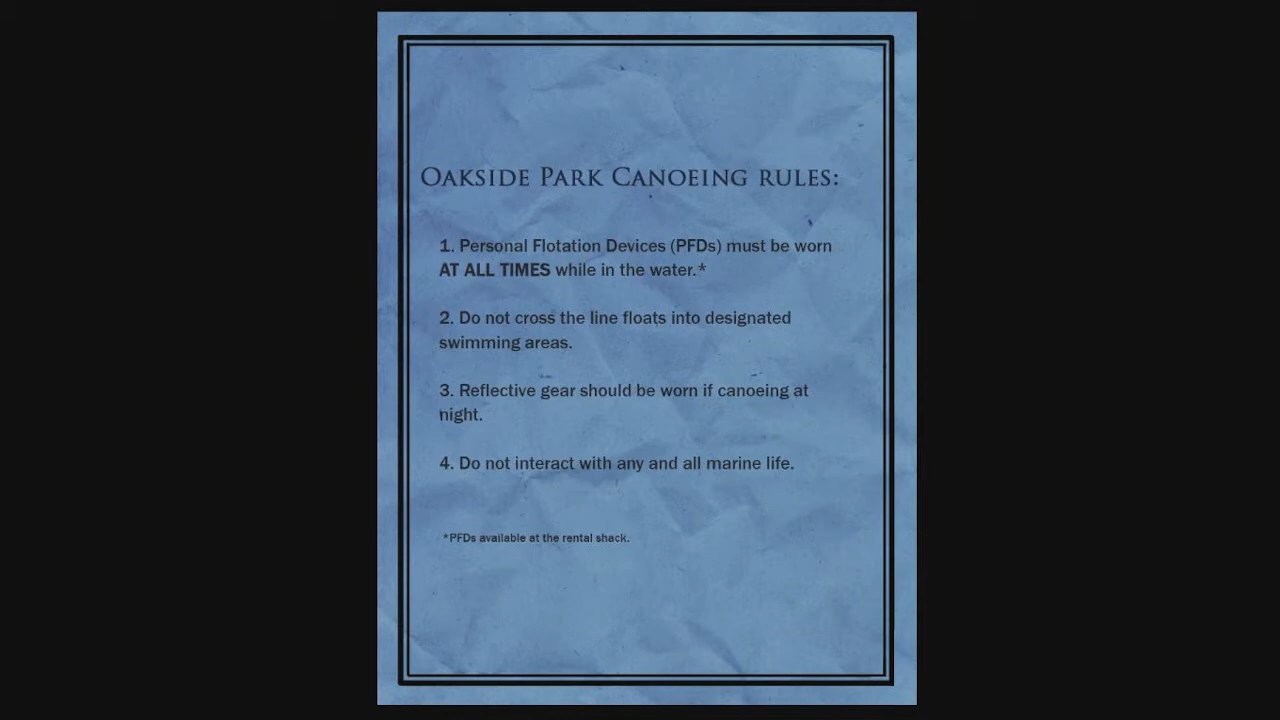 Oakside Park Canoeing rules:
1. Personal Flotation Devices (PFDs) must be worn
AT ALL TIMES while in the water.*
2. Do not cross the line floats into designated
swimming areas.
3. Reflective gear should be worn if canoeing at
night.
4. Do not interact with any and all marine life.
*PFDs available at the rental shack.